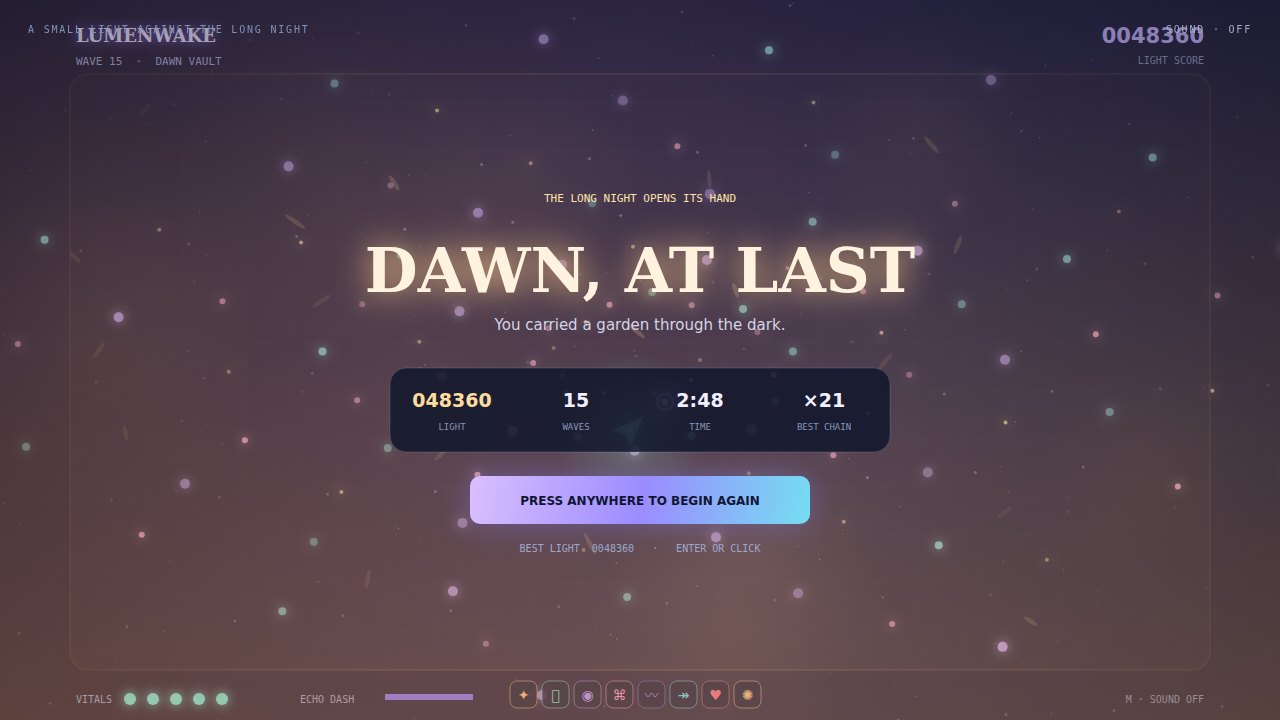 A SMALL LIGHT AGAINST THE LONG NIGHT
SOUND · OFF
LUMENWAKE
0048360
WAVE 15 · DAWN VAULT
LIGHT SCORE
THE LONG NIGHT OPENS ITS HAND
DAWN, AT LAST
You carried a garden through the dark.
048360 15 2:48 ×21
LIGHT WAVES TIME BEST CHAIN
PRESS ANYWHERE TO BEGIN AGAIN
BEST LIGHT 0048360 · ENTER OR CLICK
VITALS
ECHO DASH
M · SOUND OFF